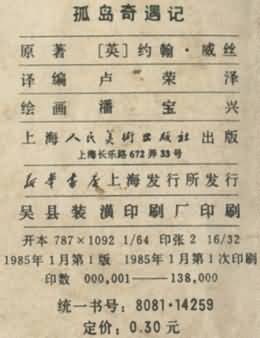 孤岛奇遇记
原著 [英]约翰·威丝
译编 卢荣泽
绘画 潘宝兴
上海人民美術出版社 出版
上海长乐路672弄33号
新华書店上海发行所发行
吴县装潢印刷厂印刷
开本 787×1092 1/64 印张 2 16/32
1985年1月第1版 1985年1月第1次印刷
印数 000,001——138,000
统一书号：8081·14259
定价：0.30元